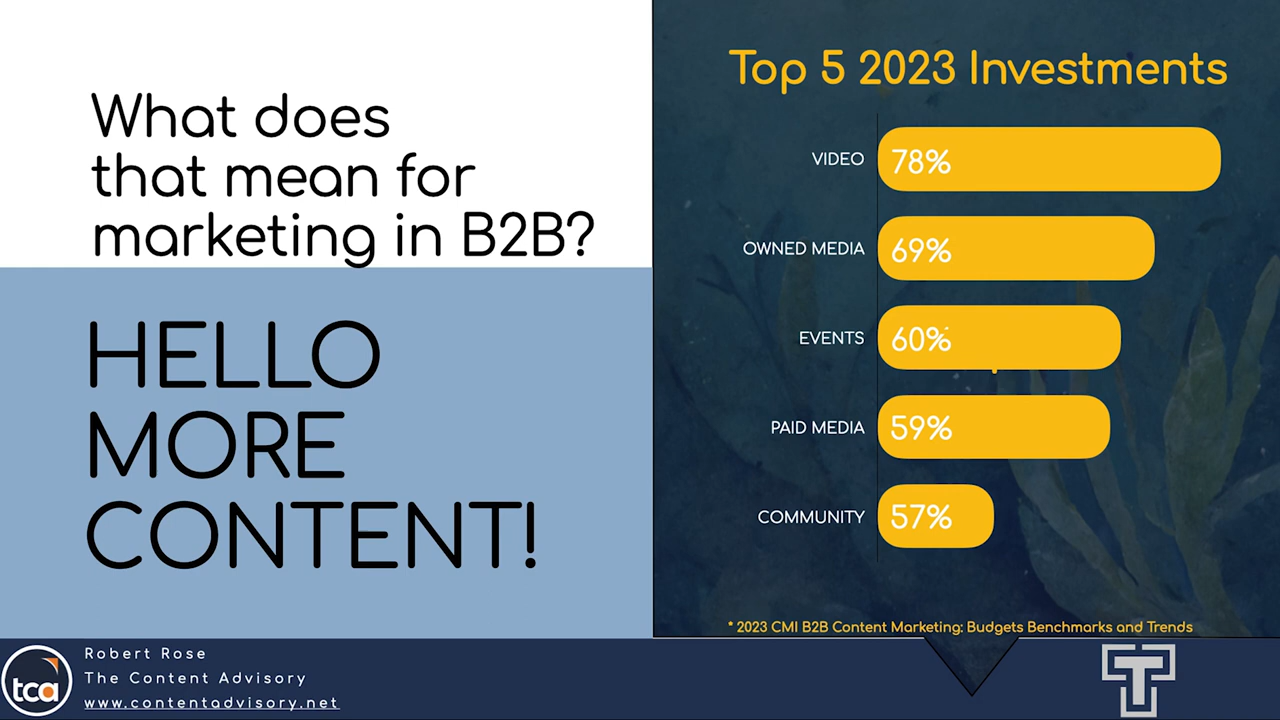 What does
that mean for
marketing in B2B?
HELLO
MORE
CONTENT!
Top 5 2023 Investments
VIDEO 78%
OWNED MEDIA 69%
EVENTS 60%
PAID MEDIA 59%
COMMUNITY 57%
* 2023 CMI B2B Content Marketing: Budgets Benchmarks and Trends
tca
Robert Rose
The Content Advisory
www.contentadvisory.net
T